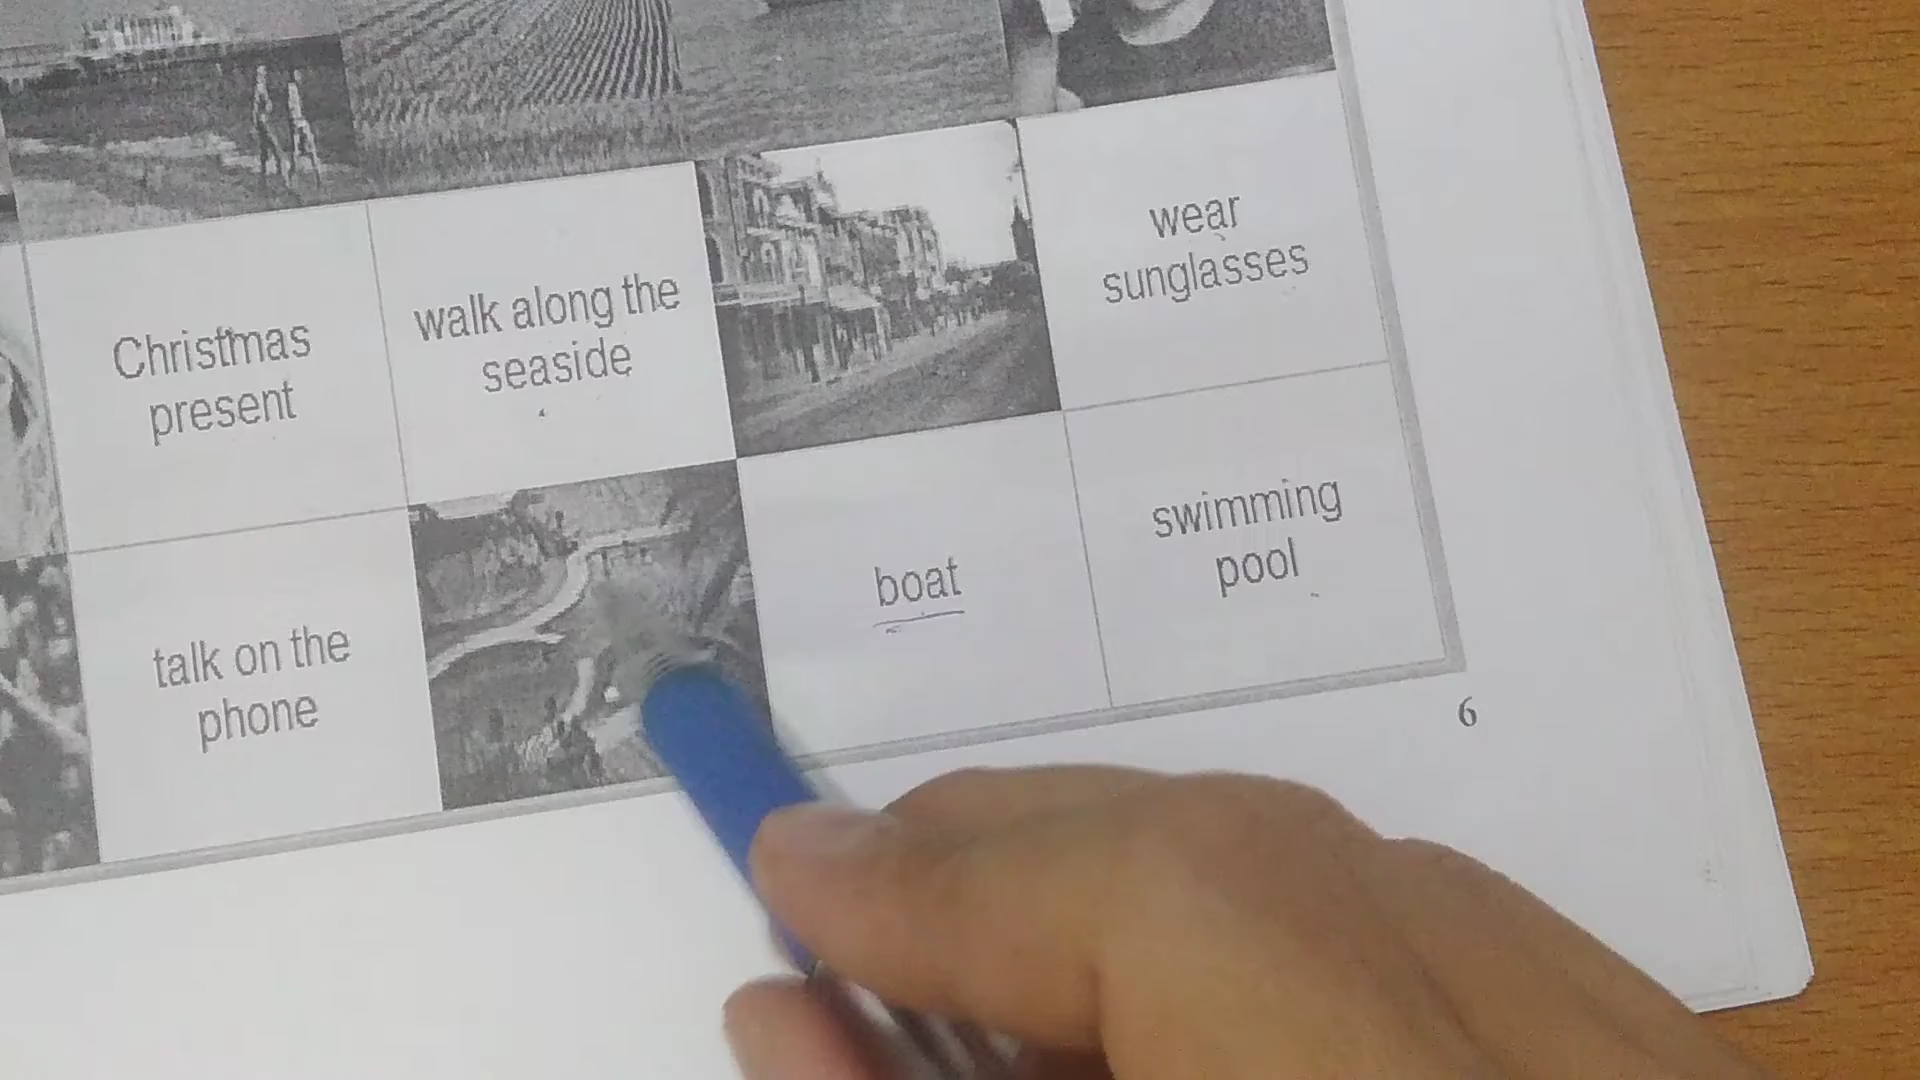 wear
sunglasses
walk along the
seaside
Christmas
present
swimming
pool
boat
talk on the
phone
6